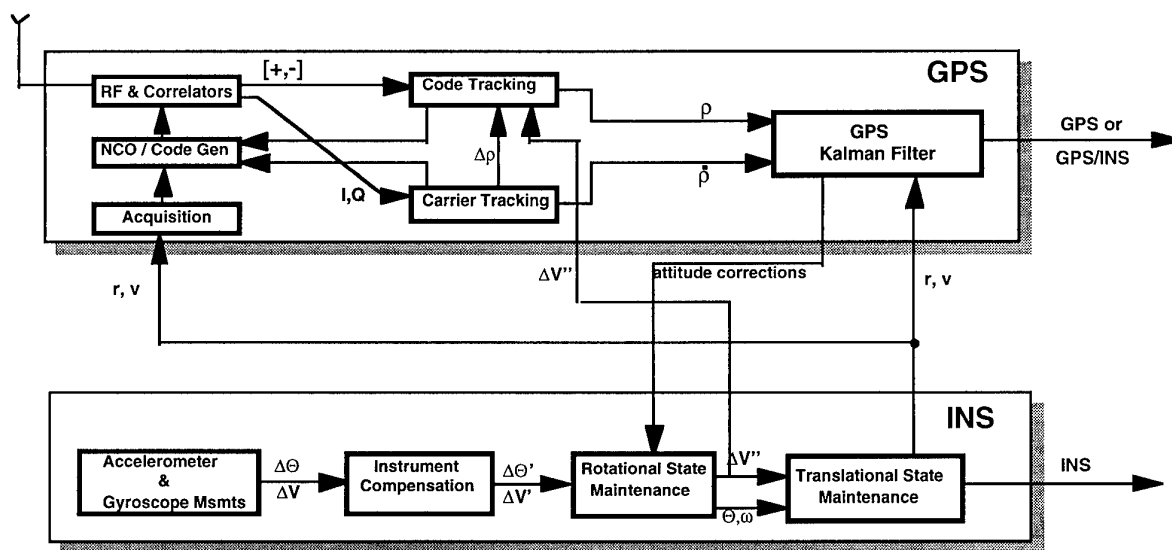 GPS
[+,-]
RF & Correlators
Code Tracking
ρ
GPS
Kalman Filter
GPS or
GPS/INS
NCO / Code Gen
Δρ
ρ̇
I,Q
Carrier Tracking
Acquisition
r, v
ΔV''
attitude corrections
r, v
INS
Accelerometer
&
Gyroscope Msmts
ΔΘ
ΔV
Instrument
Compensation
ΔΘ'
ΔV'
Rotational State
Maintenance
ΔV''
Θ,ω
Translational State
Maintenance
INS